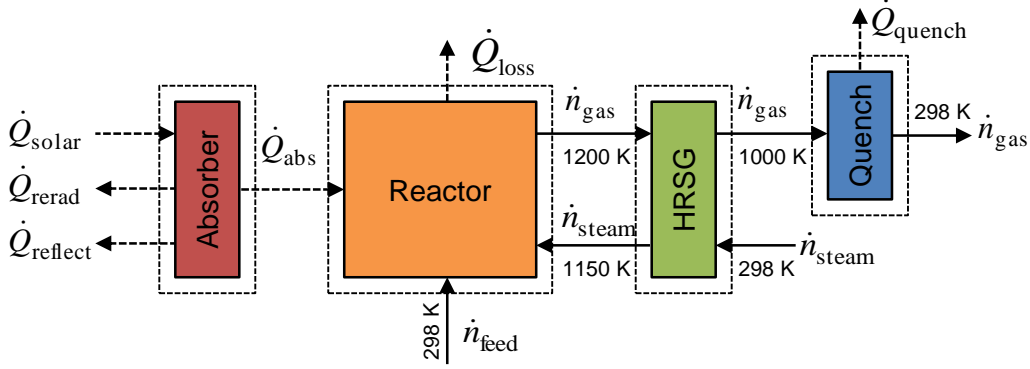 Q̇quench
Q̇loss
ṅgas
ṅgas
298 K
ṅgas
Q̇solar
Q̇abs
1200 K
1000 K
Quench
Q̇rerad
Absorber
Reactor
HRSG
Q̇reflect
ṅsteam
1150 K
298 K
ṅsteam
298 K
ṅfeed